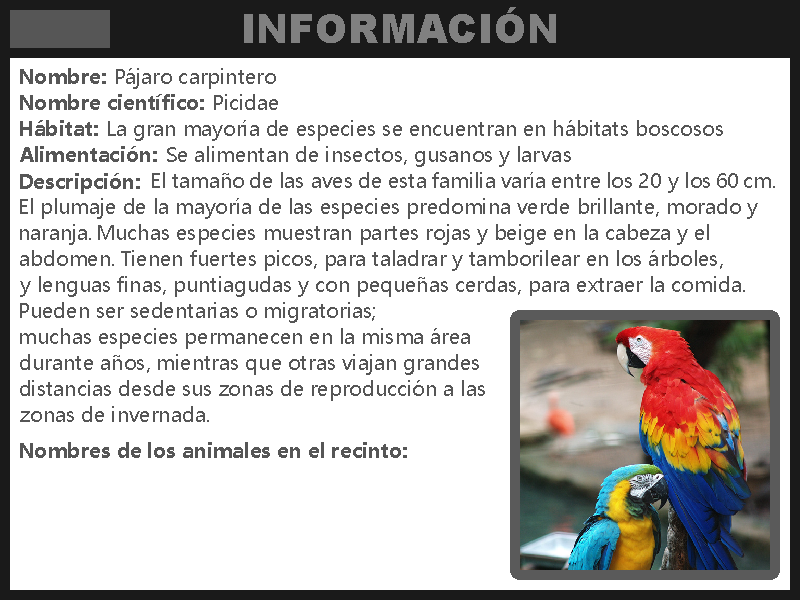 INFORMACIÓN
Nombre: Pájaro carpintero
Nombre científico: Picidae
Hábitat: La gran mayoría de especies se encuentran en hábitats boscosos
Alimentación: Se alimentan de insectos, gusanos y larvas
Descripción: El tamaño de las aves de esta familia varía entre los 20 y los 60 cm.
El plumaje de la mayoría de las especies predomina verde brillante, morado y
naranja. Muchas especies muestran partes rojas y beige en la cabeza y el
abdomen. Tienen fuertes picos, para taladrar y tamborilear en los árboles,
y lenguas finas, puntiagudas y con pequeñas cerdas, para extraer la comida.
Pueden ser sedentarias o migratorias;
muchas especies permanecen en la misma área
durante años, mientras que otras viajan grandes
distancias desde sus zonas de reproducción a las
zonas de invernada.
Nombres de los animales en el recinto: